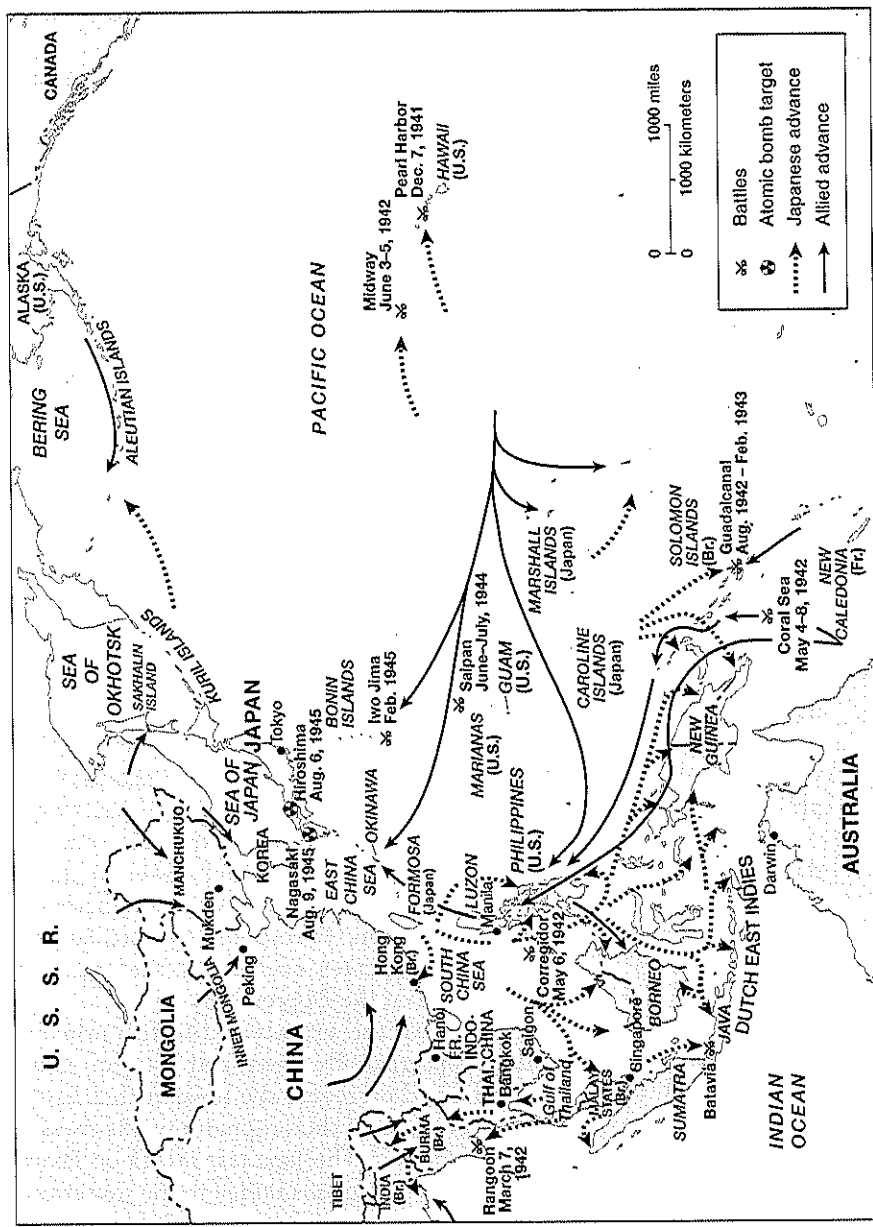 U. S. S. R.
MONGOLIA
INNER MONGOLIA
MANCHUKUO
Mukden
Peking
CHINA
TIBET
INDIA
(Br.)
BURMA
(Br.)
Rangoon
March 7,
1942
THAI.
Bangkok
Hanoi
FR.
INDO-
CHINA
Saigon
Gulf of
Thailand
MALAY
STATES
(Br.)
Singapore
SUMATRA
Batavia
JAVA
DUTCH EAST INDIES
BORNEO
INDIAN
OCEAN
Hong
Kong
(Br.)
SOUTH
CHINA
SEA
Corregidor
May 6, 1942
Manila
LUZON
PHILIPPINES
(U.S.)
FORMOSA
(Japan)
EAST
CHINA
SEA
OKINAWA
KOREA
Nagasaki
Aug. 9, 1945
Hiroshima
Aug. 6, 1945
SEA OF
JAPAN
JAPAN
Tokyo
SEA
OF
OKHOTSK
SAKHALIN
ISLAND
KURIL ISLANDS
BONIN
ISLANDS
Iwo Jima
Feb. 1945
Saipan
June–July, 1944
MARIANAS
(U.S.)
GUAM
(U.S.)
CAROLINE
ISLANDS
(Japan)
MARSHALL
ISLANDS
(Japan)
NEW
GUINEA
SOLOMON
ISLANDS
(Br.)
Guadalcanal
Aug. 1942 – Feb. 1943
Coral Sea
May 4–8, 1942
NEW
CALEDONIA
(Fr.)
Darwin
AUSTRALIA
BERING
SEA
ALEUTIAN ISLANDS
ALASKA
(U.S.)
CANADA
PACIFIC OCEAN
Midway
June 3–5, 1942
Pearl Harbor
Dec. 7, 1941
HAWAII
(U.S.)
0 1000 miles
0 1000 kilometers
Battles
Atomic bomb target
Japanese advance
Allied advance